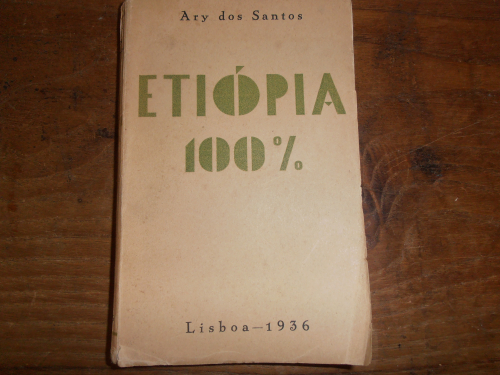 Ary dos Santos
ETIÓPIA
100%
Lisboa—1936